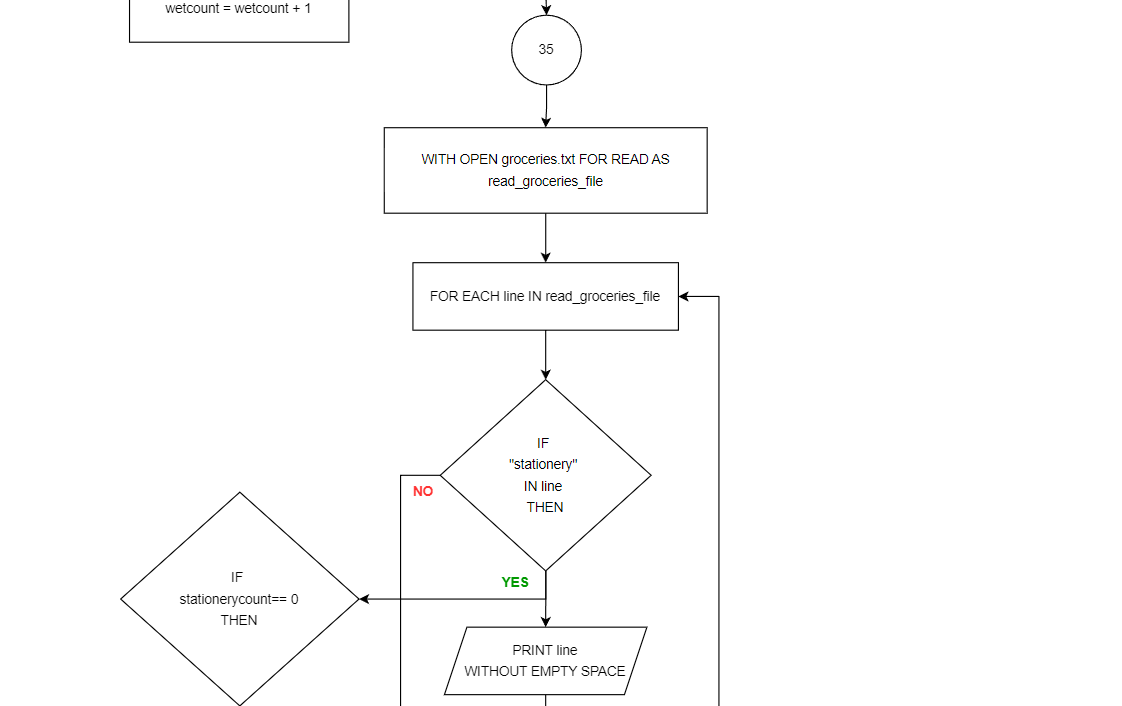 wetcount = wetcount + 1
35
WITH OPEN groceries.txt FOR READ AS
read_groceries_file
FOR EACH line IN read_groceries_file
IF
"stationery"
IN line
THEN
NO
YES
IF
stationerycount== 0
THEN
PRINT line
WITHOUT EMPTY SPACE